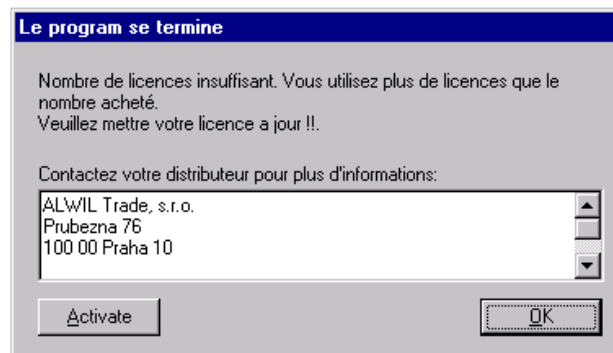 Le program se termine
Nombre de licences insuffisant. Vous utilisez plus de licences que le
nombre acheté.
Veuillez mettre votre licence a jour !!.
Contactez votre distributeur pour plus d'informations:
ALWIL Trade, s.r.o.
Prubezna 76
100 00 Praha 10
Activate
OK